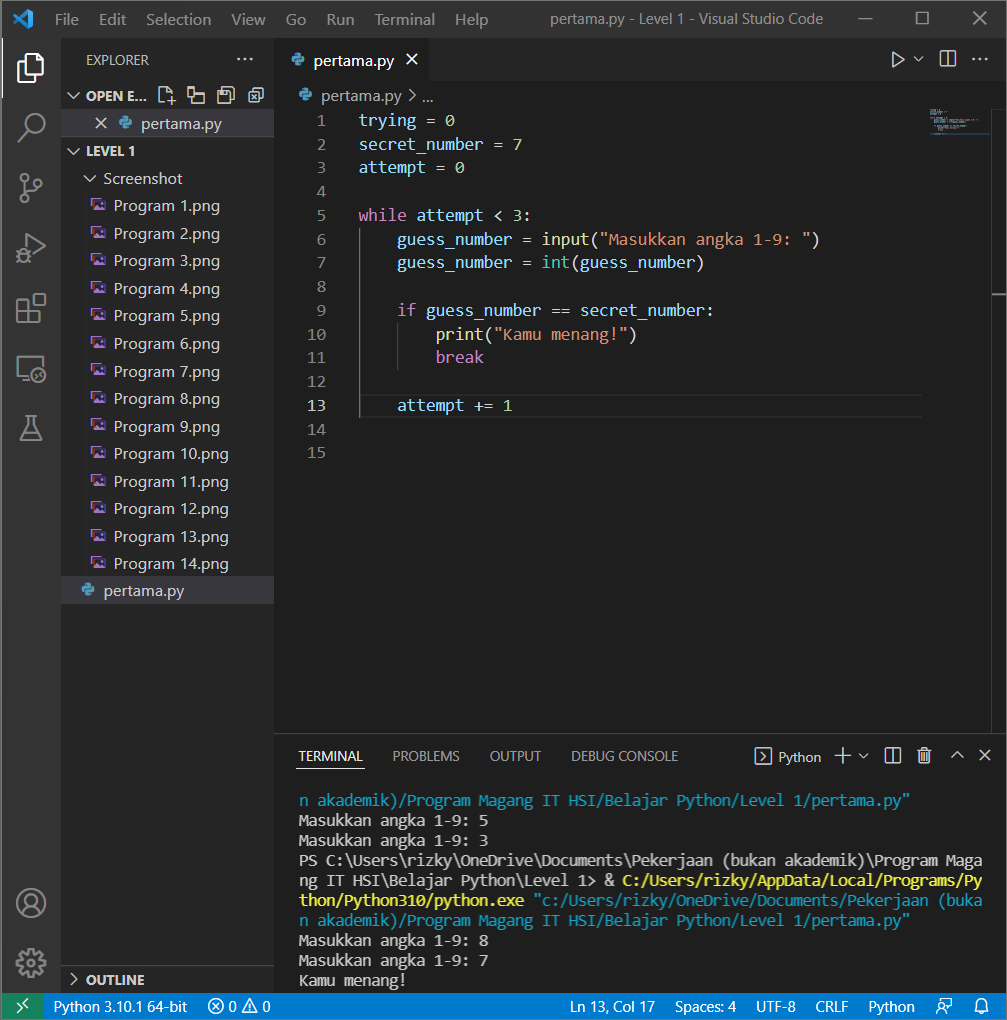 File Edit Selection View Go Run Terminal Help pertama.py - Level 1 - Visual Studio Code
EXPLORER
OPEN E...
pertama.py
LEVEL 1
Screenshot
Program 1.png
Program 2.png
Program 3.png
Program 4.png
Program 5.png
Program 6.png
Program 7.png
Program 8.png
Program 9.png
Program 10.png
Program 11.png
Program 12.png
Program 13.png
Program 14.png
pertama.py
OUTLINE
pertama.py
pertama.py > ...
1 trying = 0
2 secret_number = 7
3 attempt = 0
4
5 while attempt < 3:
6     guess_number = input("Masukkan angka 1-9: ")
7     guess_number = int(guess_number)
8
9     if guess_number == secret_number:
10         print("Kamu menang!")
11         break
12
13     attempt += 1
14
15
TERMINAL PROBLEMS OUTPUT DEBUG CONSOLE Python
n akademik)/Program Magang IT HSI/Belajar Python/Level 1/pertama.py"
Masukkan angka 1-9: 5
Masukkan angka 1-9: 3
PS C:\Users\rizky\OneDrive\Documents\Pekerjaan (bukan akademik)\Program Maga
ng IT HSI\Belajar Python\Level 1> & C:/Users/rizky/AppData/Local/Programs/Py
thon/Python310/python.exe "c:/Users/rizky/OneDrive/Documents/Pekerjaan (buka
n akademik)/Program Magang IT HSI/Belajar Python/Level 1/pertama.py"
Masukkan angka 1-9: 8
Masukkan angka 1-9: 7
Kamu menang!
Python 3.10.1 64-bit 0 0 Ln 13, Col 17 Spaces: 4 UTF-8 CRLF Python